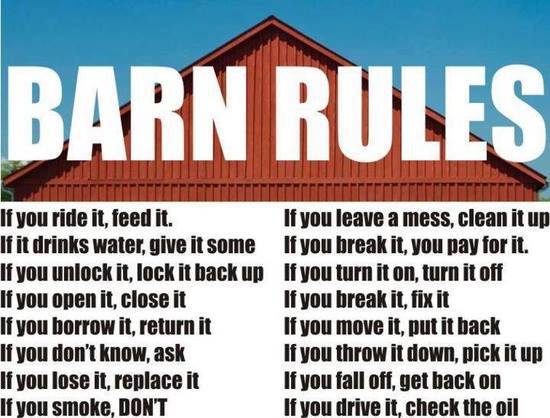 BARN RULES
If you ride it, feed it.
If it drinks water, give it some
If you unlock it, lock it back up
If you open it, close it
If you borrow it, return it
If you don't know, ask
If you lose it, replace it
If you smoke, DON'T
If you leave a mess, clean it up
If you break it, you pay for it.
If you turn it on, turn it off
If you break it, fix it
If you move it, put it back
If you throw it down, pick it up
If you fall off, get back on
If you drive it, check the oil